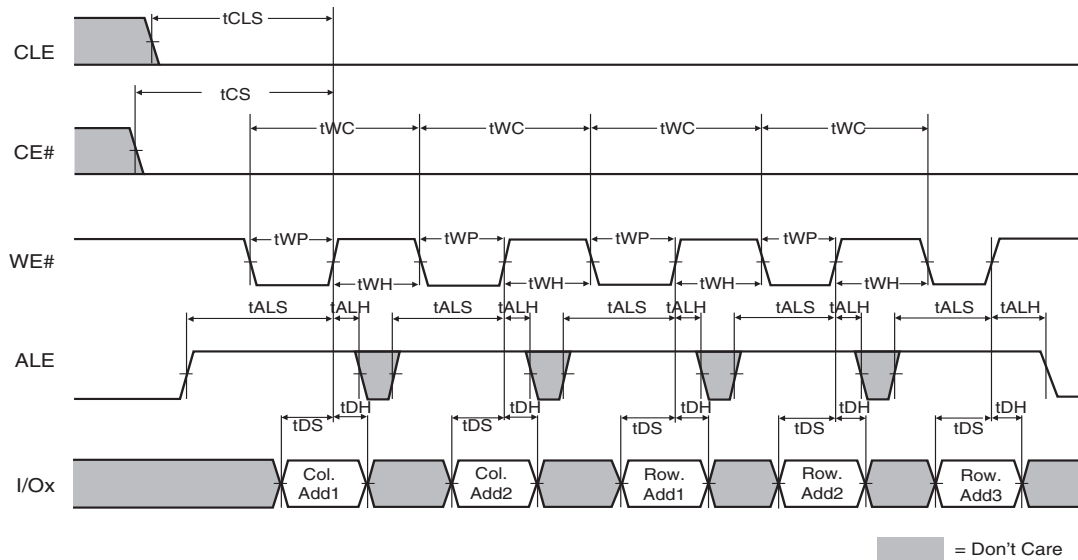 tCLS
CLE
tCS
tWC tWC tWC tWC
CE#
tWP tWP tWP tWP
WE#
tWH tWH tWH tWH
tALS tALH tALS tALH tALS tALH tALS tALH tALS tALH
ALE
tDS tDH tDS tDH tDS tDH tDS tDH tDS tDH
I/Ox
Col. Add1
Col. Add2
Row. Add1
Row. Add2
Row. Add3
= Don't Care